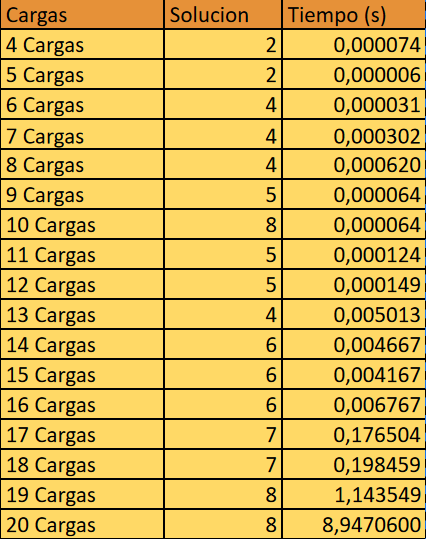 Cargas Solucion Tiempo (s)
4 Cargas 2 0,000074
5 Cargas 2 0,000006
6 Cargas 4 0,000031
7 Cargas 4 0,000302
8 Cargas 4 0,000620
9 Cargas 5 0,000064
10 Cargas 8 0,000064
11 Cargas 5 0,000124
12 Cargas 5 0,000149
13 Cargas 4 0,005013
14 Cargas 6 0,004667
15 Cargas 6 0,004167
16 Cargas 6 0,006767
17 Cargas 7 0,176504
18 Cargas 7 0,198459
19 Cargas 8 1,143549
20 Cargas 8 8,9470600